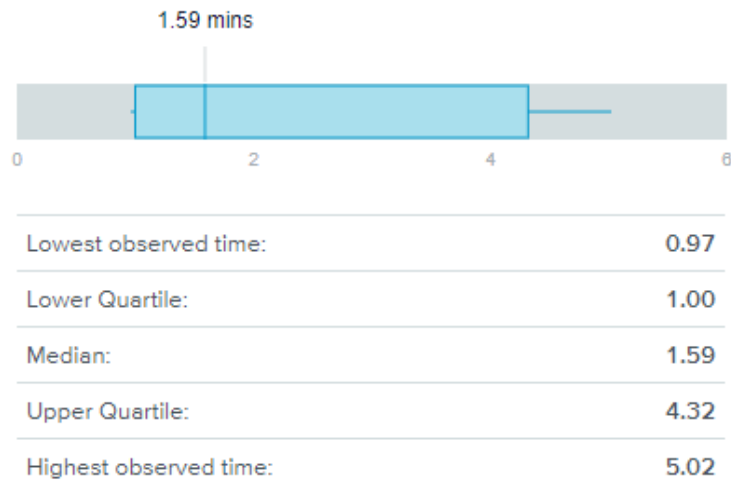 1.59 mins
0 2 4 6
Lowest observed time: 0.97
Lower Quartile: 1.00
Median: 1.59
Upper Quartile: 4.32
Highest observed time: 5.02